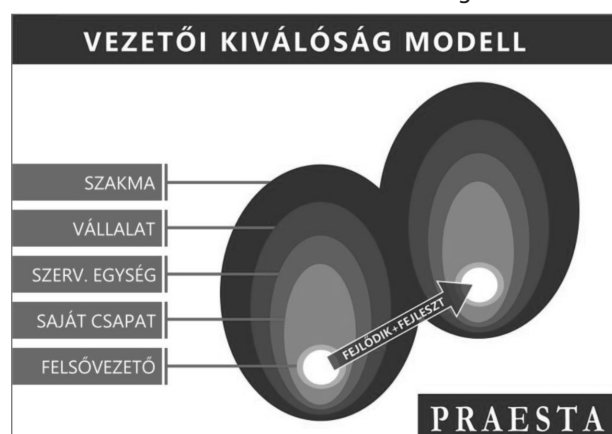 VEZETŐI KIVÁLÓSÁG MODELL
SZAKMA
VÁLLALAT
SZERV. EGYSÉG
SAJÁT CSAPAT
FELSŐVEZETŐ
FEJLŐDIK+FEJLESZT
PRAESTA